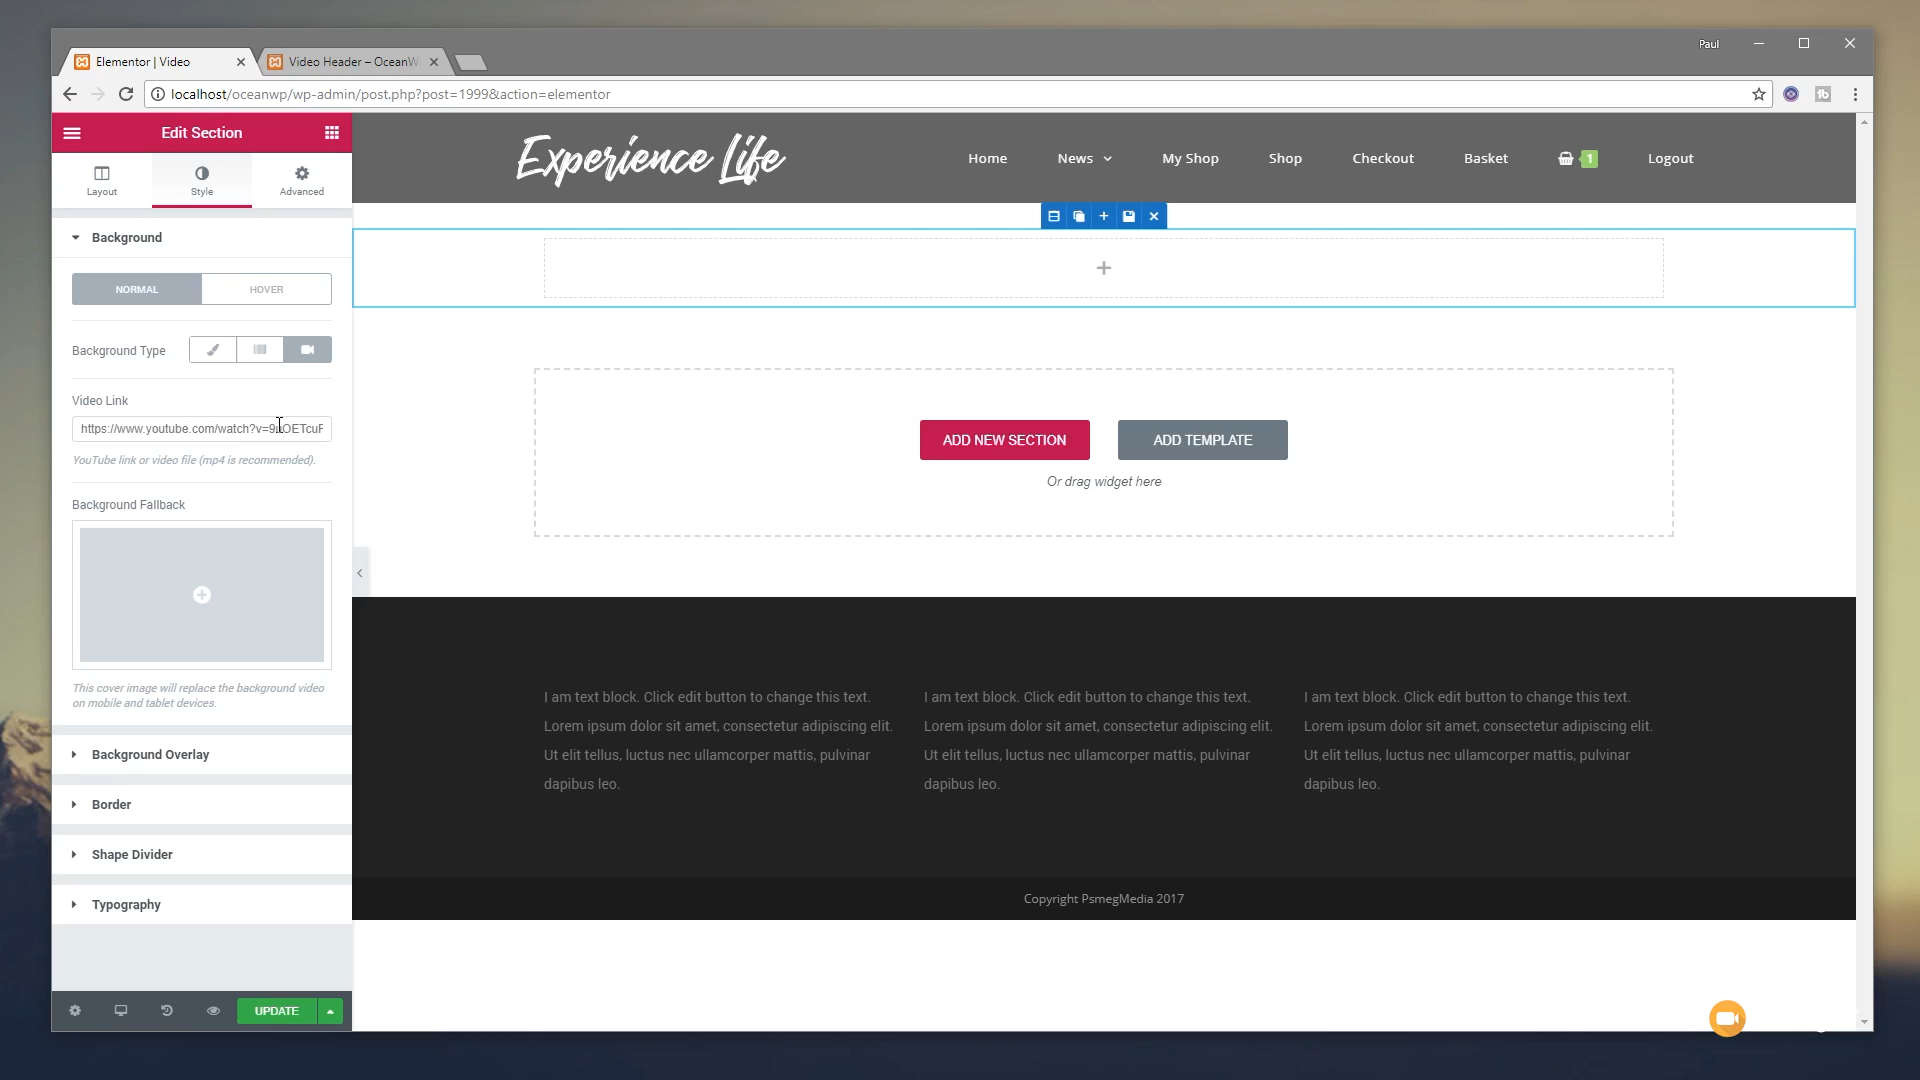 Paul
Elementor | Video
Video Header – OceanW
localhost/oceanwp/wp-admin/post.php?post=1999&action=elementor
Edit Section
Layout
Style
Advanced
Background
NORMAL
HOVER
Background Type
Video Link
YouTube link or video file (mp4 is recommended).
Background Fallback
This cover image will replace the background video
on mobile and tablet devices.
Background Overlay
Border
Shape Divider
Typography
UPDATE
Experience Life
Home
News
My Shop
Shop
Checkout
Basket
1
Logout
ADD NEW SECTION
ADD TEMPLATE
Or drag widget here
I am text block. Click edit button to change this text.
Lorem ipsum dolor sit amet, consectetur adipiscing elit.
Ut elit tellus, luctus nec ullamcorper mattis, pulvinar
dapibus leo.
I am text block. Click edit button to change this text.
Lorem ipsum dolor sit amet, consectetur adipiscing elit.
Ut elit tellus, luctus nec ullamcorper mattis, pulvinar
dapibus leo.
I am text block. Click edit button to change this text.
Lorem ipsum dolor sit amet, consectetur adipiscing elit.
Ut elit tellus, luctus nec ullamcorper mattis, pulvinar
dapibus leo.
Copyright PsmegMedia 2017